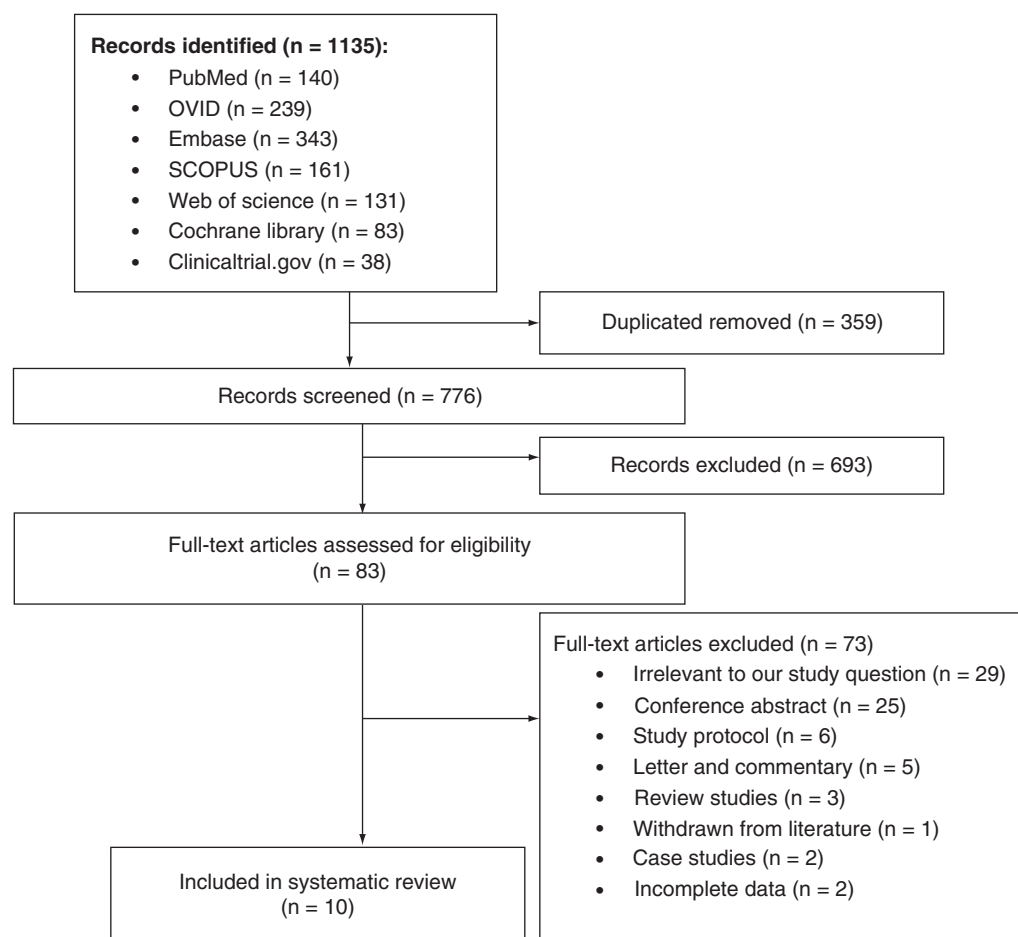 Records identified (n = 1135):
• PubMed (n = 140)
• OVID (n = 239)
• Embase (n = 343)
• SCOPUS (n = 161)
• Web of science (n = 131)
• Cochrane library (n = 83)
• Clinicaltrial.gov (n = 38)
Duplicated removed (n = 359)
Records screened (n = 776)
Records excluded (n = 693)
Full-text articles assessed for eligibility
(n = 83)
Full-text articles excluded (n = 73)
• Irrelevant to our study question (n = 29)
• Conference abstract (n = 25)
• Study protocol (n = 6)
• Letter and commentary (n = 5)
• Review studies (n = 3)
• Withdrawn from literature (n = 1)
• Case studies (n = 2)
• Incomplete data (n = 2)
Included in systematic review
(n = 10)